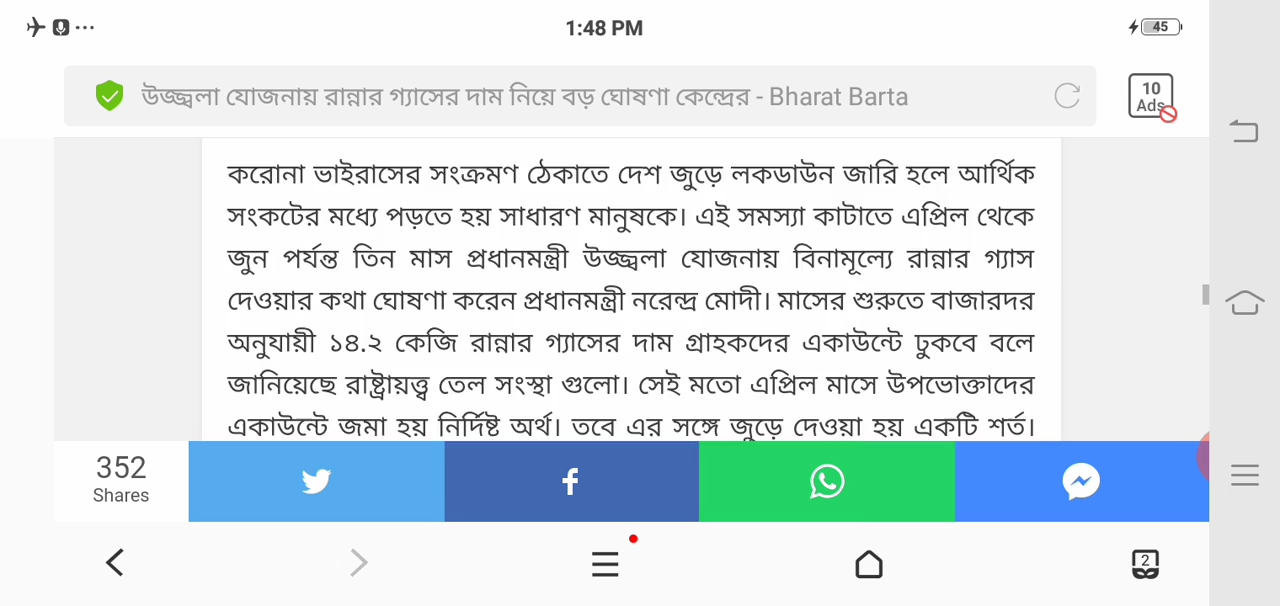 1:48 PM
45
উজ্জ্বলা যোজনায় রান্নার গ্যাসের দাম নিয়ে বড় ঘোষণা কেন্দ্রের - Bharat Barta
10
Ads
করোনা ভাইরাসের সংক্রমণ ঠেকাতে দেশ জুড়ে লকডাউন জারি হলে আর্থিক
সংকটের মধ্যে পড়তে হয় সাধারণ মানুষকে। এই সমস্যা কাটাতে এপ্রিল থেকে
জুন পর্যন্ত তিন মাস প্রধানমন্ত্রী উজ্জ্বলা যোজনায় বিনামূল্যে রান্নার গ্যাস
দেওয়ার কথা ঘোষণা করেন প্রধানমন্ত্রী নরেন্দ্র মোদী। মাসের শুরুতে বাজারদর
অনুযায়ী ১৪.২ কেজি রান্নার গ্যাসের দাম গ্রাহকদের একাউন্টে ঢুকবে বলে
জানিয়েছে রাষ্ট্রায়ত্ত্ব তেল সংস্থা গুলো। সেই মতো এপ্রিল মাসে উপভোক্তাদের
একাউন্টে জমা হয় নির্দিষ্ট অর্থ। তবে এর সঙ্গে জুড়ে দেওয়া হয় একটি শর্ত।
352
Shares
2